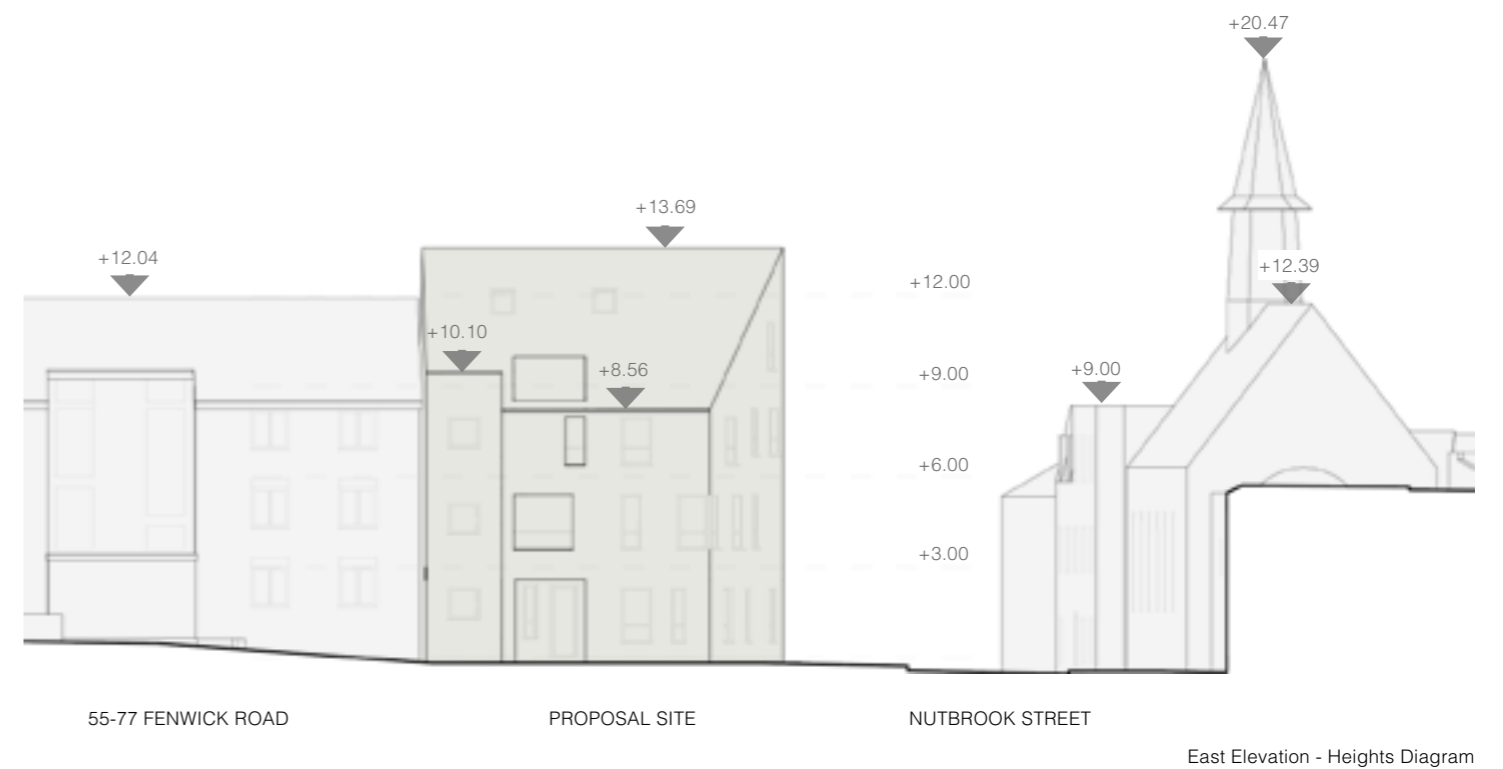 +20.47
+13.69
+12.04
+12.39
+12.00
+10.10
+8.56
+9.00
+9.00
+6.00
+3.00
55-77 FENWICK ROAD
PROPOSAL SITE
NUTBROOK STREET
East Elevation - Heights Diagram